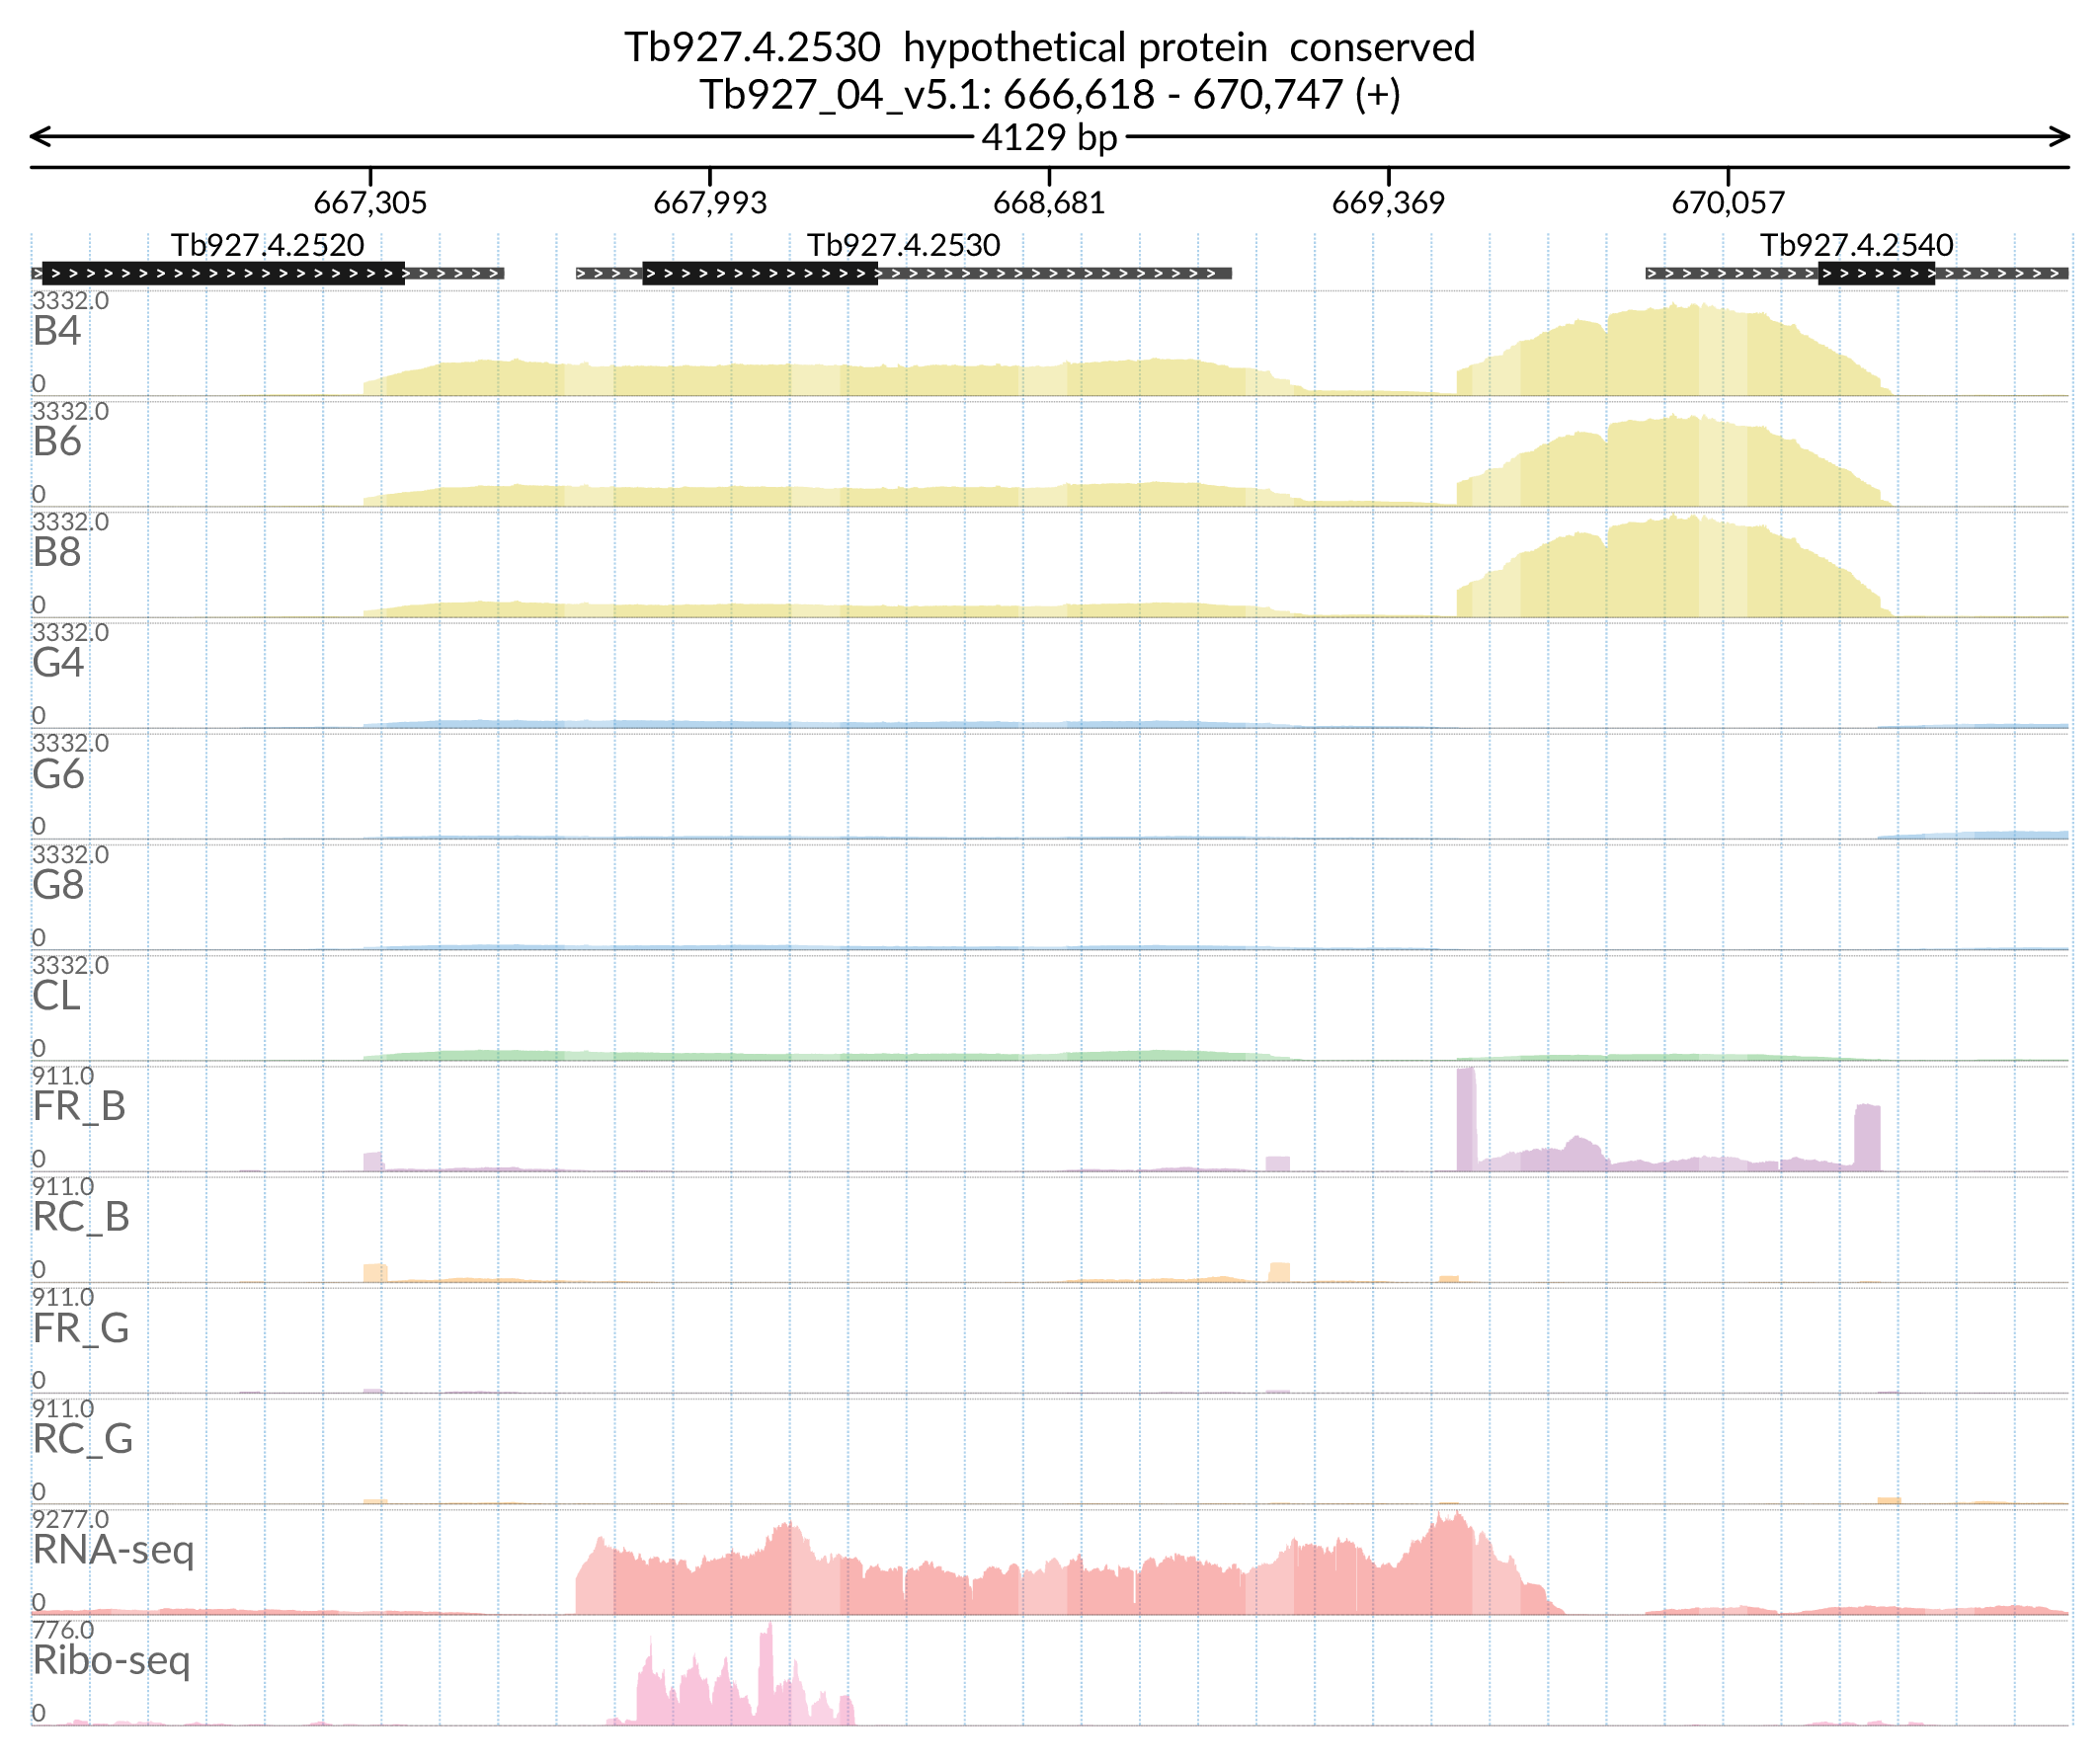 Tb927.4.2530  hypothetical protein  conserved
Tb927_04_v5.1: 666,618 - 670,747 (+)
4129 bp
667,305 667,993 668,681 669,369 670,057
Tb927.4.2520 Tb927.4.2530 Tb927.4.2540
3332.0
B4
0
3332.0
B6
0
3332.0
B8
0
3332.0
G4
0
3332.0
G6
0
3332.0
G8
0
3332.0
CL
0
911.0
FR_B
0
911.0
RC_B
0
911.0
FR_G
0
911.0
RC_G
0
9277.0
RNA-seq
0
776.0
Ribo-seq
0